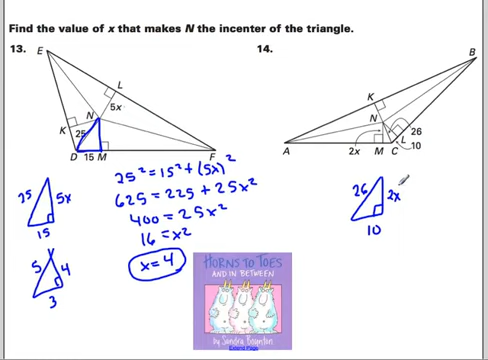 Find the value of x that makes N the incenter of the triangle.
13.
E
L
5x
N
K
25
D 15 M
F
14.
B
K
N
26
A
2x
M C
L
10
25
5x
15
5
4
3
25² = 15² + (5x)²
625 = 225 + 25x²
400 = 25x²
16 = x²
x = 4
26
2x
10
HORNS TO TOES
AND IN BETWEEN
by Sandra Boynton
Extend Page